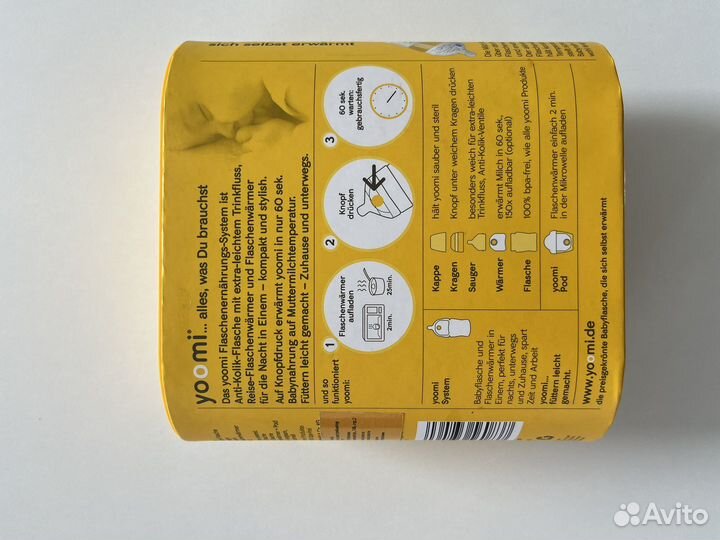 sich selbst erwärmt
yoomi®... alles, was Du brauchst
Das yoomi Flaschenernährungs-System ist
Anti-Kolik-Flasche mit extra-leichtem Trinkfluss,
Reise-Flaschenwärmer und Flaschenwärmer
für die Nacht in Einem – kompakt und stylish.
Auf Knopfdruck erwärmt yoomi in nur 60 sek.
Babynahrung auf Muttermilchtemperatur.
Füttern leicht gemacht – Zuhause und unterwegs.
und so
funktioniert
yoomi:
1
Flaschenwärmer
aufladen
2min.
25min.
2
Knopf
drücken
3
60 sek.
warten:
gebrauchsfertig
yoomi
System
Babyflasche und
Flaschenwärmer in
Einem, perfekt für
nachts, unterwegs
und Zuhause, spart
Zeit und Arbeit
yoomi...
füttern leicht
gemacht.
Kappe
hält yoomi sauber und steril
Kragen
Knopf unter weichem Kragen drücken
Sauger
besonders weich für extra-leichten
Trinkfluss, Anti-Kolik-Ventile
Wärmer
erwärmt Milch in 60 sek,
150x aufladbar (optional)
Flasche
100% bpa-frei, wie alle yoomi Produkte
yoomi
Pod
Flaschenwärmer einfach 2 min.
in der Mikrowelle aufladen
www.yoomi.de
die preisgekrönte Babyflasche, die sich selbst erwärmt
Avito